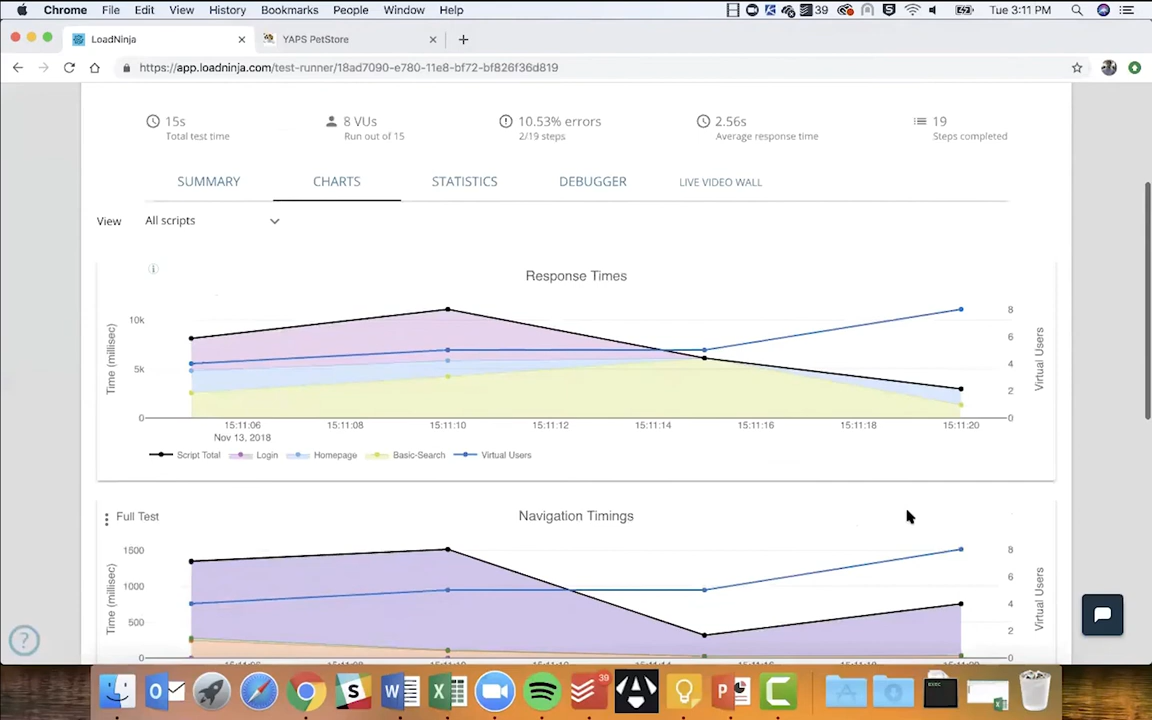 Chrome File Edit View History Bookmarks People Window Help 39 Tue 3:11 PM
LoadNinja YAPS PetStore
https://app.loadninja.com/test-runner/18ad7090-e780-11e8-bf72-bf826f36d819
15s 8 VUs 10.53% errors 2.56s 19
Total test time Run out of 15 2/19 steps Average response time Steps completed
SUMMARY CHARTS STATISTICS DEBUGGER LIVE VIDEO WALL
View All scripts
Response Times
Time (millisec)
10k
5k
0
8
6
4
2
0
Virtual Users
15:11:06 15:11:08 15:11:10 15:11:12 15:11:14 15:11:16 15:11:18 15:11:20
Nov 13, 2018
Script Total Login Homepage Basic-Search Virtual Users
Full Test
Navigation Timings
Time (millisec)
1500
1000
500
0
8
6
4
2
0
Virtual Users
?
39
EXEC